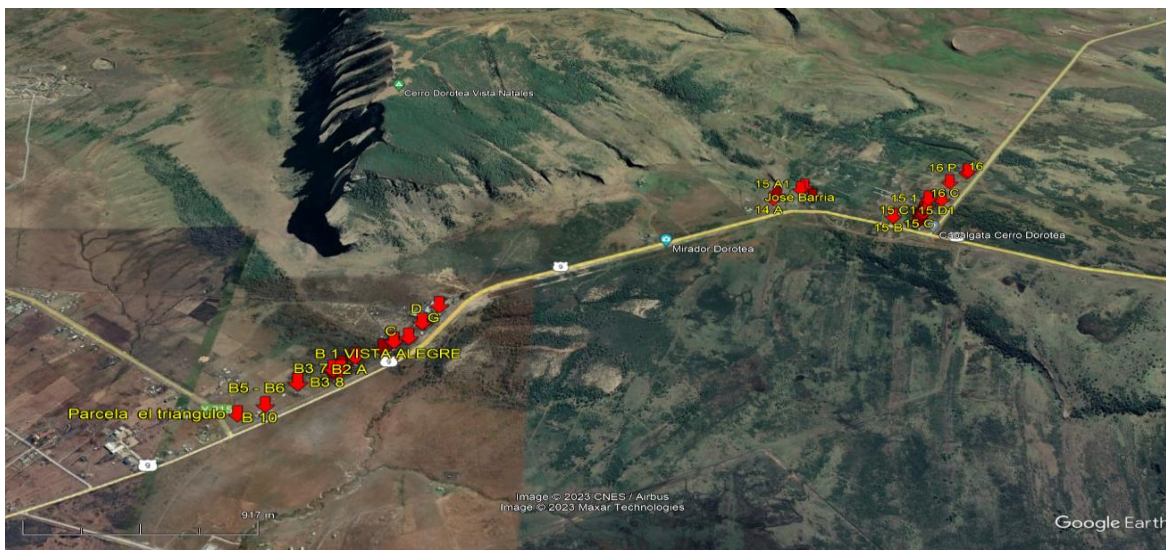 Cerro Dorotea Vista Natales
16 P
16
15 A1
Jose Barria
14 A
15 1
16 C
15 C1
15 D1
15 B
15 C
Cabalgata Cerro Dorotea
Mirador Dorotea
9
D
G
C
9
B 1 VISTA ALEGRE
B3 7
B2 A
B3 8
B5 - B6
Parcela el triangulo
B 10
9
Image © 2023 CNES / Airbus
Image © 2023 Maxar Technologies
917 m
Google Earth